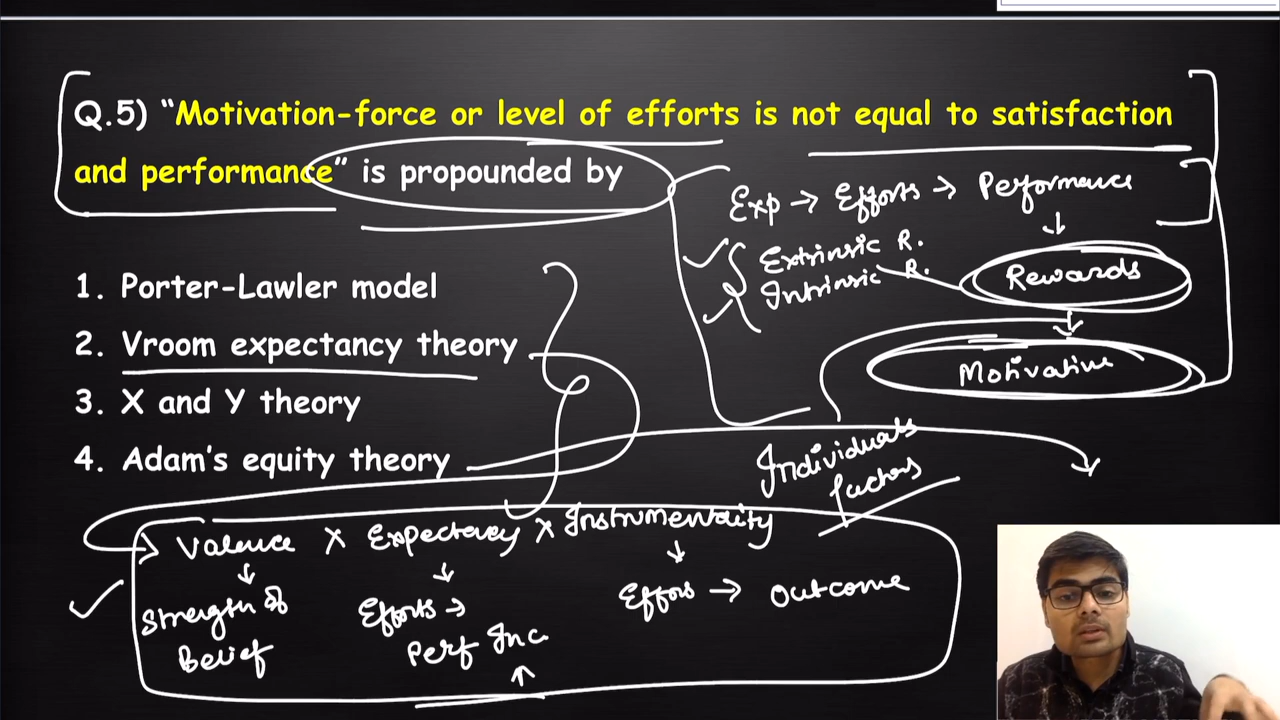 Q.5) "Motivation-force or level of efforts is not equal to satisfaction
and performance" is propounded by
Exp → Efforts → Performance
↓
Extrinsic R.
Intrinsic R.
Rewards
↓
Motivative
1. Porter-Lawler model
2. Vroom expectancy theory
3. X and Y theory
4. Adam's equity theory
Individuals
factors
Valence X Expectancy X Instrumentality
↓ ↓ ↓
Strength of
Belief
Efforts →
Perf Inc.
↑
Effors → Outcome